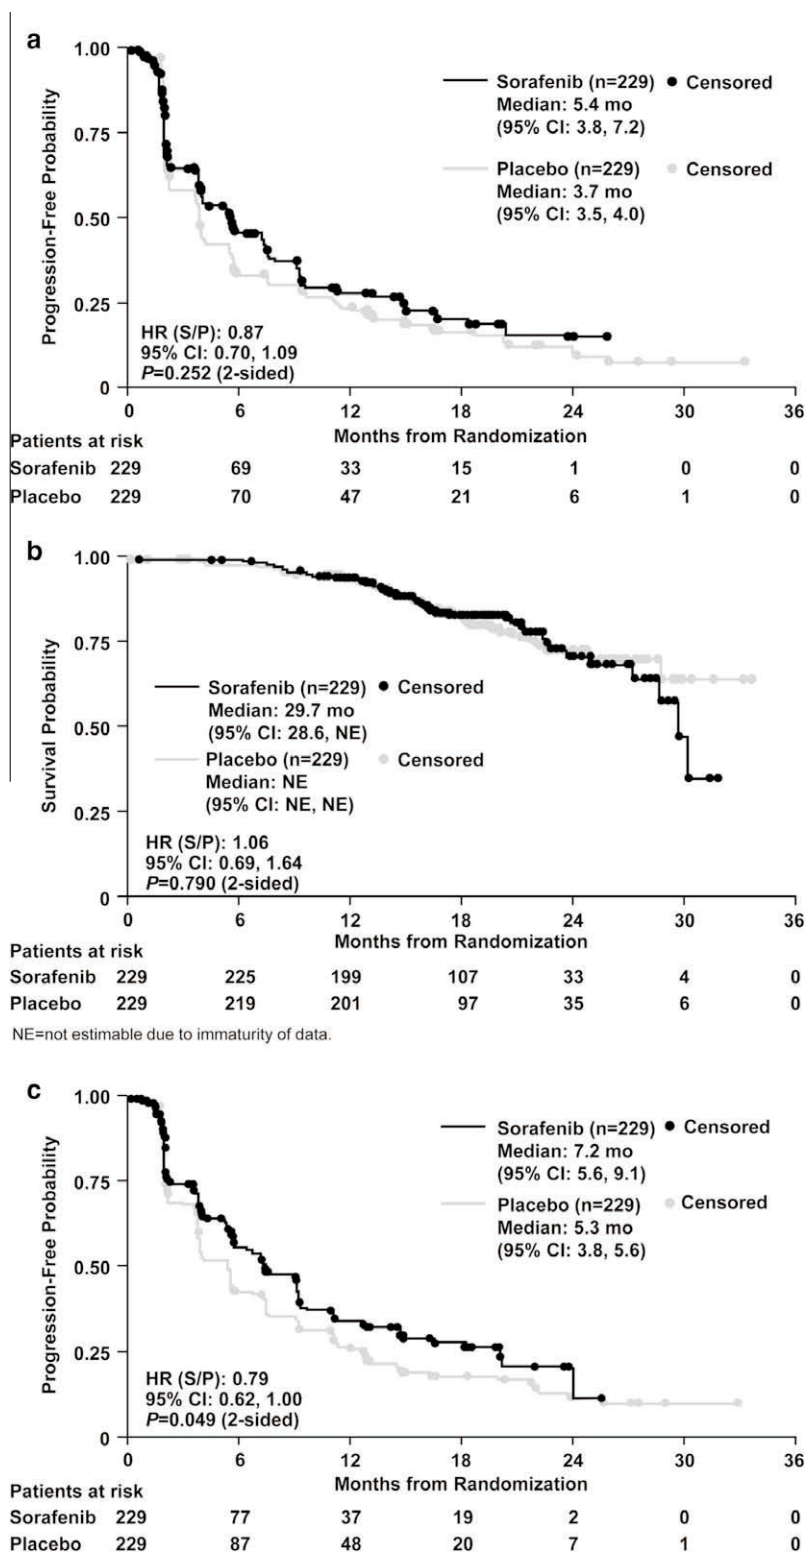 a
1.00
0.75
0.50
0.25
0
Progression-Free Probability
Sorafenib (n=229) Censored
Median: 5.4 mo
(95% CI: 3.8, 7.2)
Placebo (n=229) Censored
Median: 3.7 mo
(95% CI: 3.5, 4.0)
HR (S/P): 0.87
95% CI: 0.70, 1.09
P=0.252 (2-sided)
0 6 12 18 24 30 36
Months from Randomization
Patients at risk
Sorafenib 229 69 33 15 1 0 0
Placebo 229 70 47 21 6 1 0
b
1.00
0.75
0.50
0.25
0
Survival Probability
Sorafenib (n=229) Censored
Median: 29.7 mo
(95% CI: 28.6, NE)
Placebo (n=229) Censored
Median: NE
(95% CI: NE, NE)
HR (S/P): 1.06
95% CI: 0.69, 1.64
P=0.790 (2-sided)
0 6 12 18 24 30 36
Months from Randomization
Patients at risk
Sorafenib 229 225 199 107 33 4 0
Placebo 229 219 201 97 35 6 0
NE=not estimable due to immaturity of data.
c
1.00
0.75
0.50
0.25
0
Progression-Free Probability
Sorafenib (n=229) Censored
Median: 7.2 mo
(95% CI: 5.6, 9.1)
Placebo (n=229) Censored
Median: 5.3 mo
(95% CI: 3.8, 5.6)
HR (S/P): 0.79
95% CI: 0.62, 1.00
P=0.049 (2-sided)
0 6 12 18 24 30 36
Months from Randomization
Patients at risk
Sorafenib 229 77 37 19 2 0 0
Placebo 229 87 48 20 7 1 0